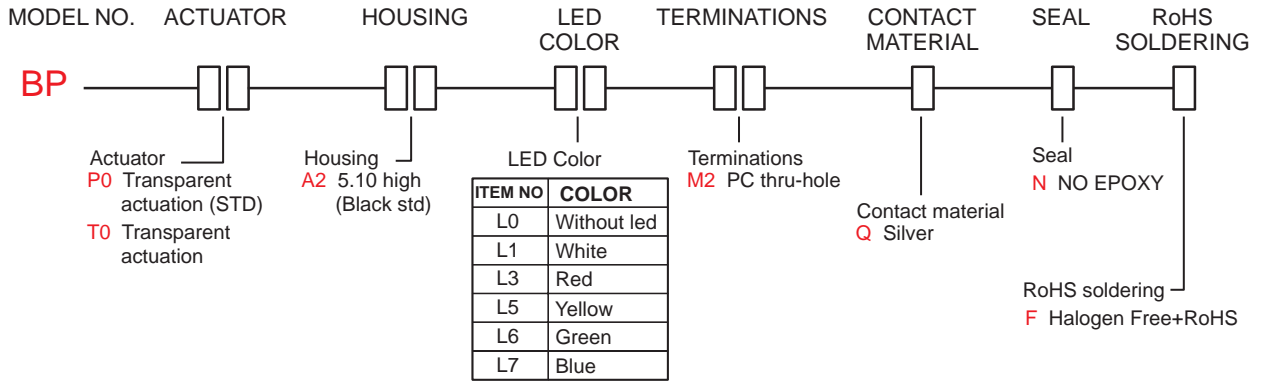 MODEL NO. ACTUATOR HOUSING LED COLOR TERMINATIONS CONTACT MATERIAL SEAL RoHS SOLDERING
BP
Actuator
P0 Transparent
actuation (STD)
T0 Transparent
actuation
Housing
A2 5.10 high
(Black std)
LED Color
ITEM NO COLOR
L0 Without led
L1 White
L3 Red
L5 Yellow
L6 Green
L7 Blue
Terminations
M2 PC thru-hole
Contact material
Q Silver
Seal
N NO EPOXY
RoHS soldering
F Halogen Free+RoHS